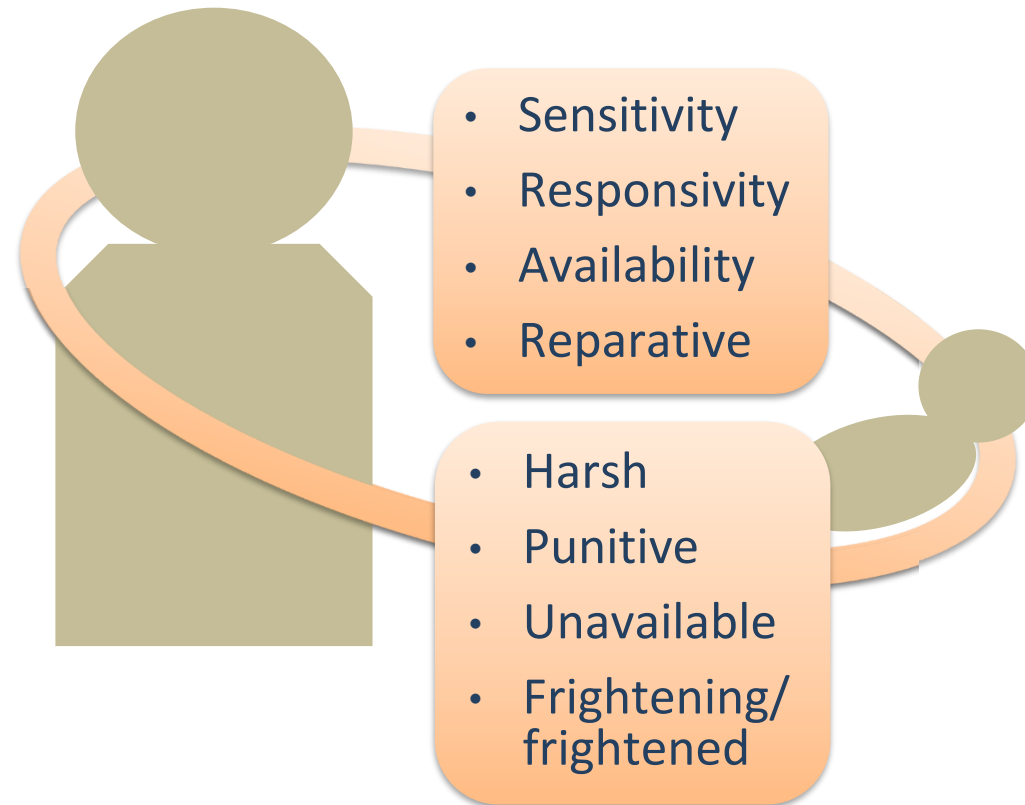 • Sensitivity
• Responsivity
• Availability
• Reparative
• Harsh
• Punitive
• Unavailable
• Frightening/
frightened